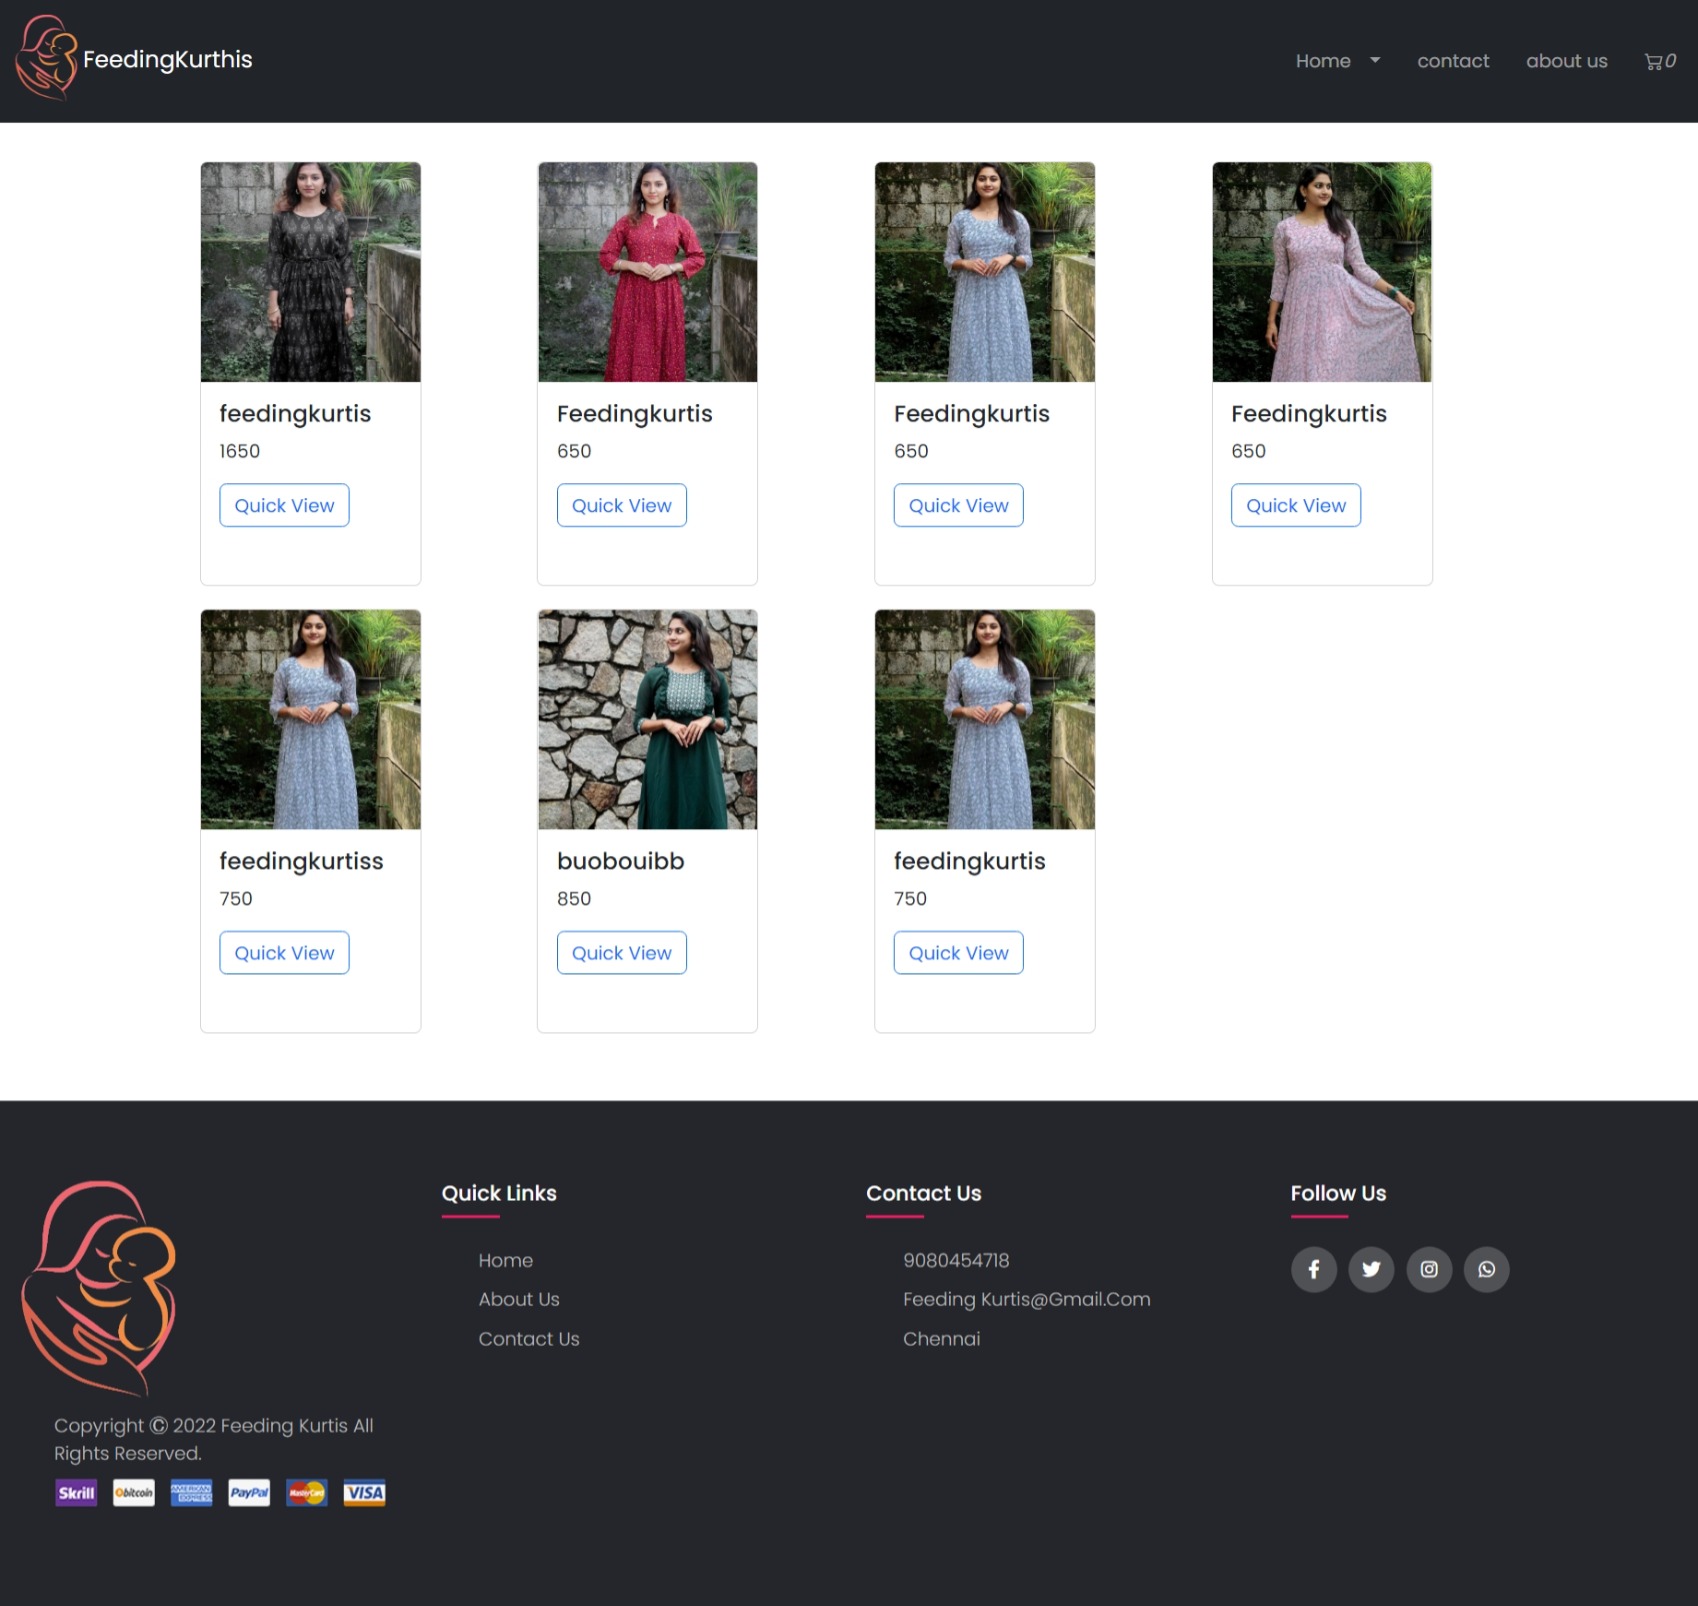 FeedingKurthis
Home
contact
about us
0
feedingkurtis
1650
Quick View
Feedingkurtis
650
Quick View
Feedingkurtis
650
Quick View
Feedingkurtis
650
Quick View
feedingkurtiss
750
Quick View
buobouibb
850
Quick View
feedingkurtis
750
Quick View
Copyright © 2022 Feeding Kurtis All
Rights Reserved.
Skrill
bitcoin
AMERICAN
EXPRESS
PayPal
MasterCard
VISA
Quick Links
Home
About Us
Contact Us
Contact Us
9080454718
Feeding Kurtis@Gmail.Com
Chennai
Follow Us